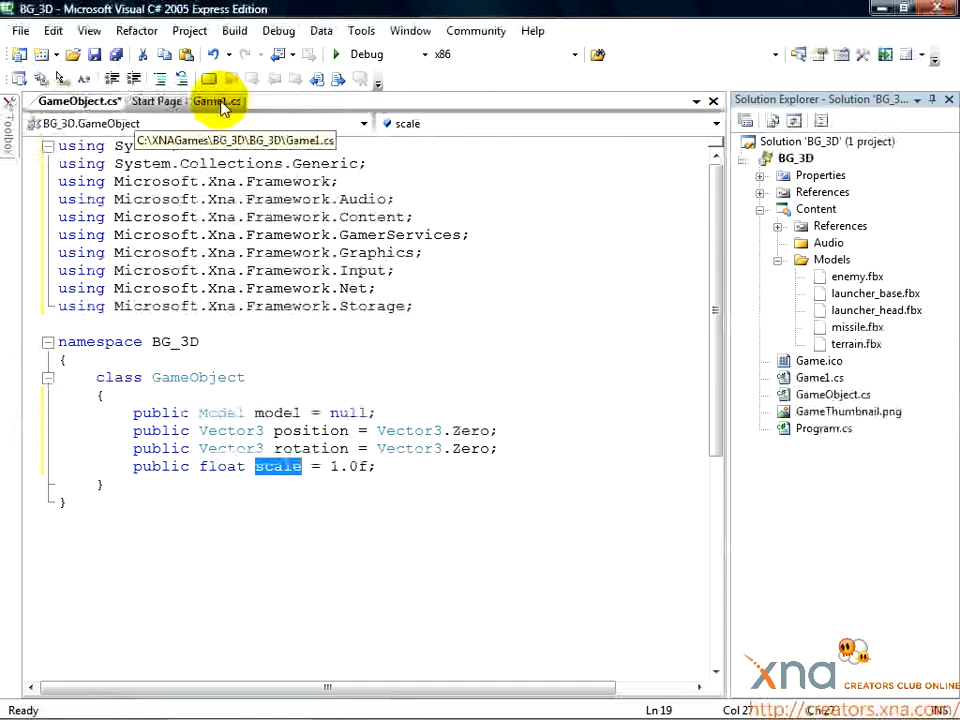 BG_3D - Microsoft Visual C# 2005 Express Edition
File Edit View Refactor Project Build Debug Data Tools Window Community Help
Debug x86
GameObject.cs* Start Page Game1.cs
Solution Explorer - Solution 'BG_3...
Toolbox
BG_3D.GameObject scale
C:\XNAGames\BG_3D\BG_3D\Game1.cs
using Sy
using System.Collections.Generic;
using Microsoft.Xna.Framework;
using Microsoft.Xna.Framework.Audio;
using Microsoft.Xna.Framework.Content;
using Microsoft.Xna.Framework.GamerServices;
using Microsoft.Xna.Framework.Graphics;
using Microsoft.Xna.Framework.Input;
using Microsoft.Xna.Framework.Net;
using Microsoft.Xna.Framework.Storage;
namespace BG_3D
{
class GameObject
{
public Model model = null;
public Vector3 position = Vector3.Zero;
public Vector3 rotation = Vector3.Zero;
public float scale = 1.0f;
}
}
Solution 'BG_3D' (1 project)
BG_3D
Properties
References
Content
References
Audio
Models
enemy.fbx
launcher_base.fbx
launcher_head.fbx
missile.fbx
terrain.fbx
Game.ico
Game1.cs
GameObject.cs
GameThumbnail.png
Program.cs
xna CREATORS CLUB ONLINE
http://creators.xna.com/
Ready Ln 19 Col 27 Ch 27 INS